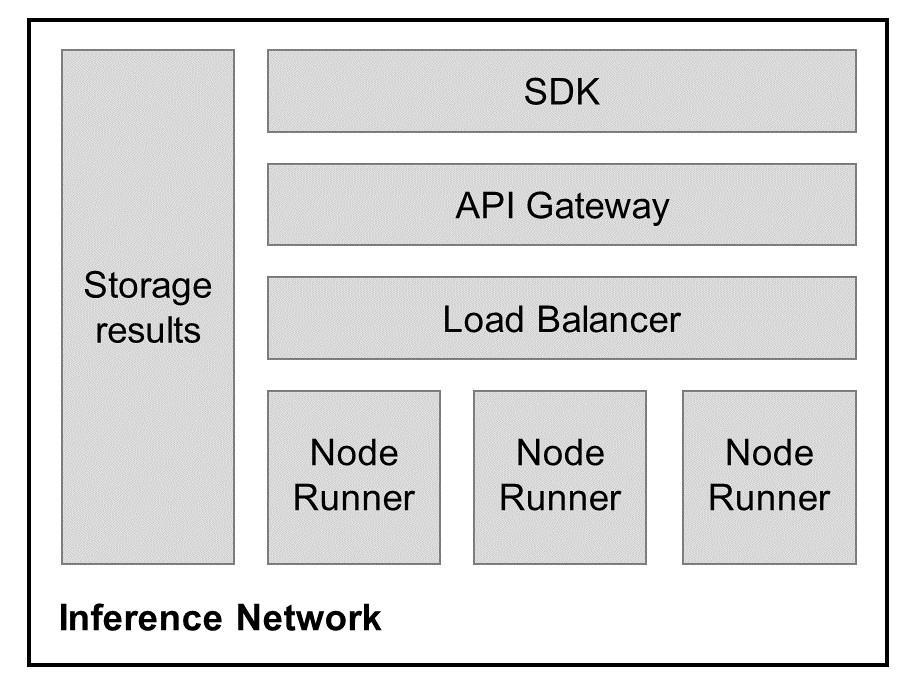 Storage
results
SDK
API Gateway
Load Balancer
Node
Runner
Node
Runner
Node
Runner
Inference Network